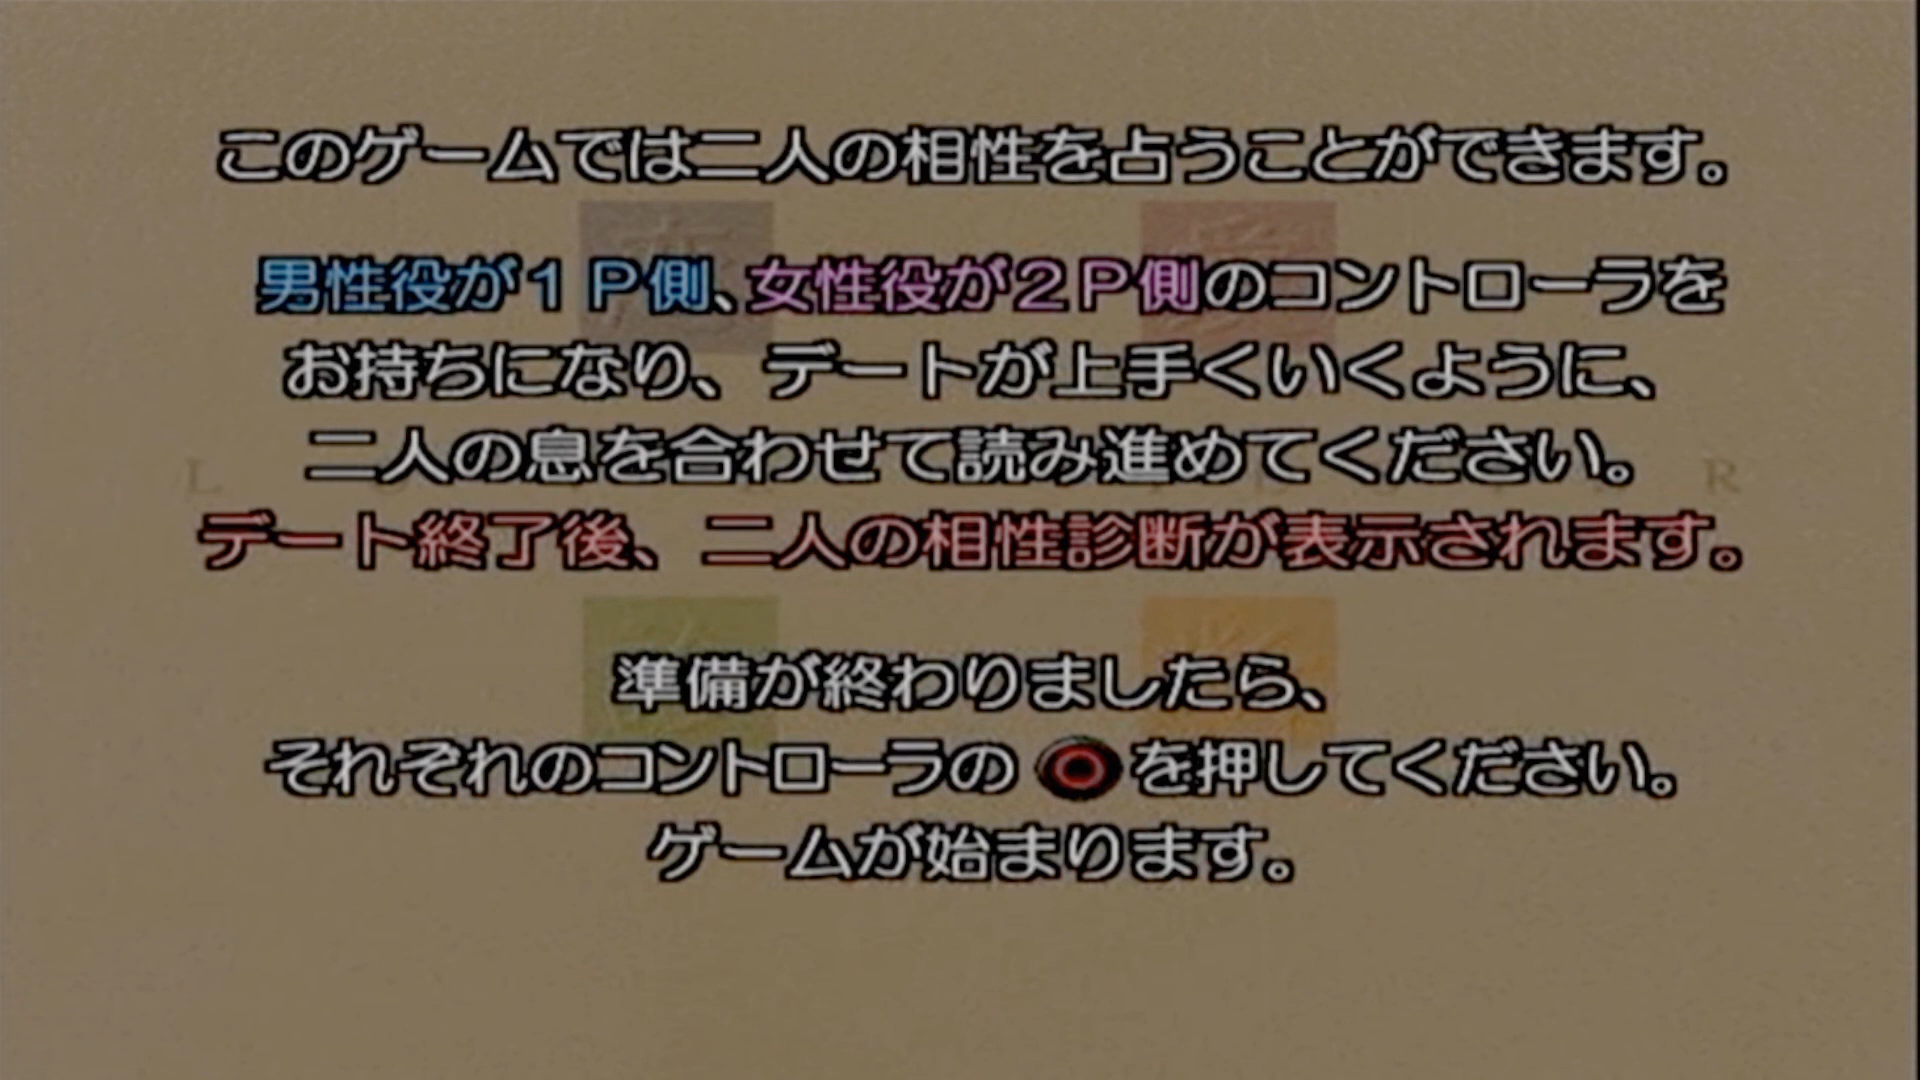 このゲームでは二人の相性を占うことができます。
男性役が１Ｐ側、女性役が２Ｐ側のコントローラを
お持ちになり、デートが上手くいくように、
二人の息を合わせて読み進めてください。
デート終了後、二人の相性診断が表示されます。
準備が終わりましたら、
それぞれのコントローラの を押してください。
ゲームが始まります。